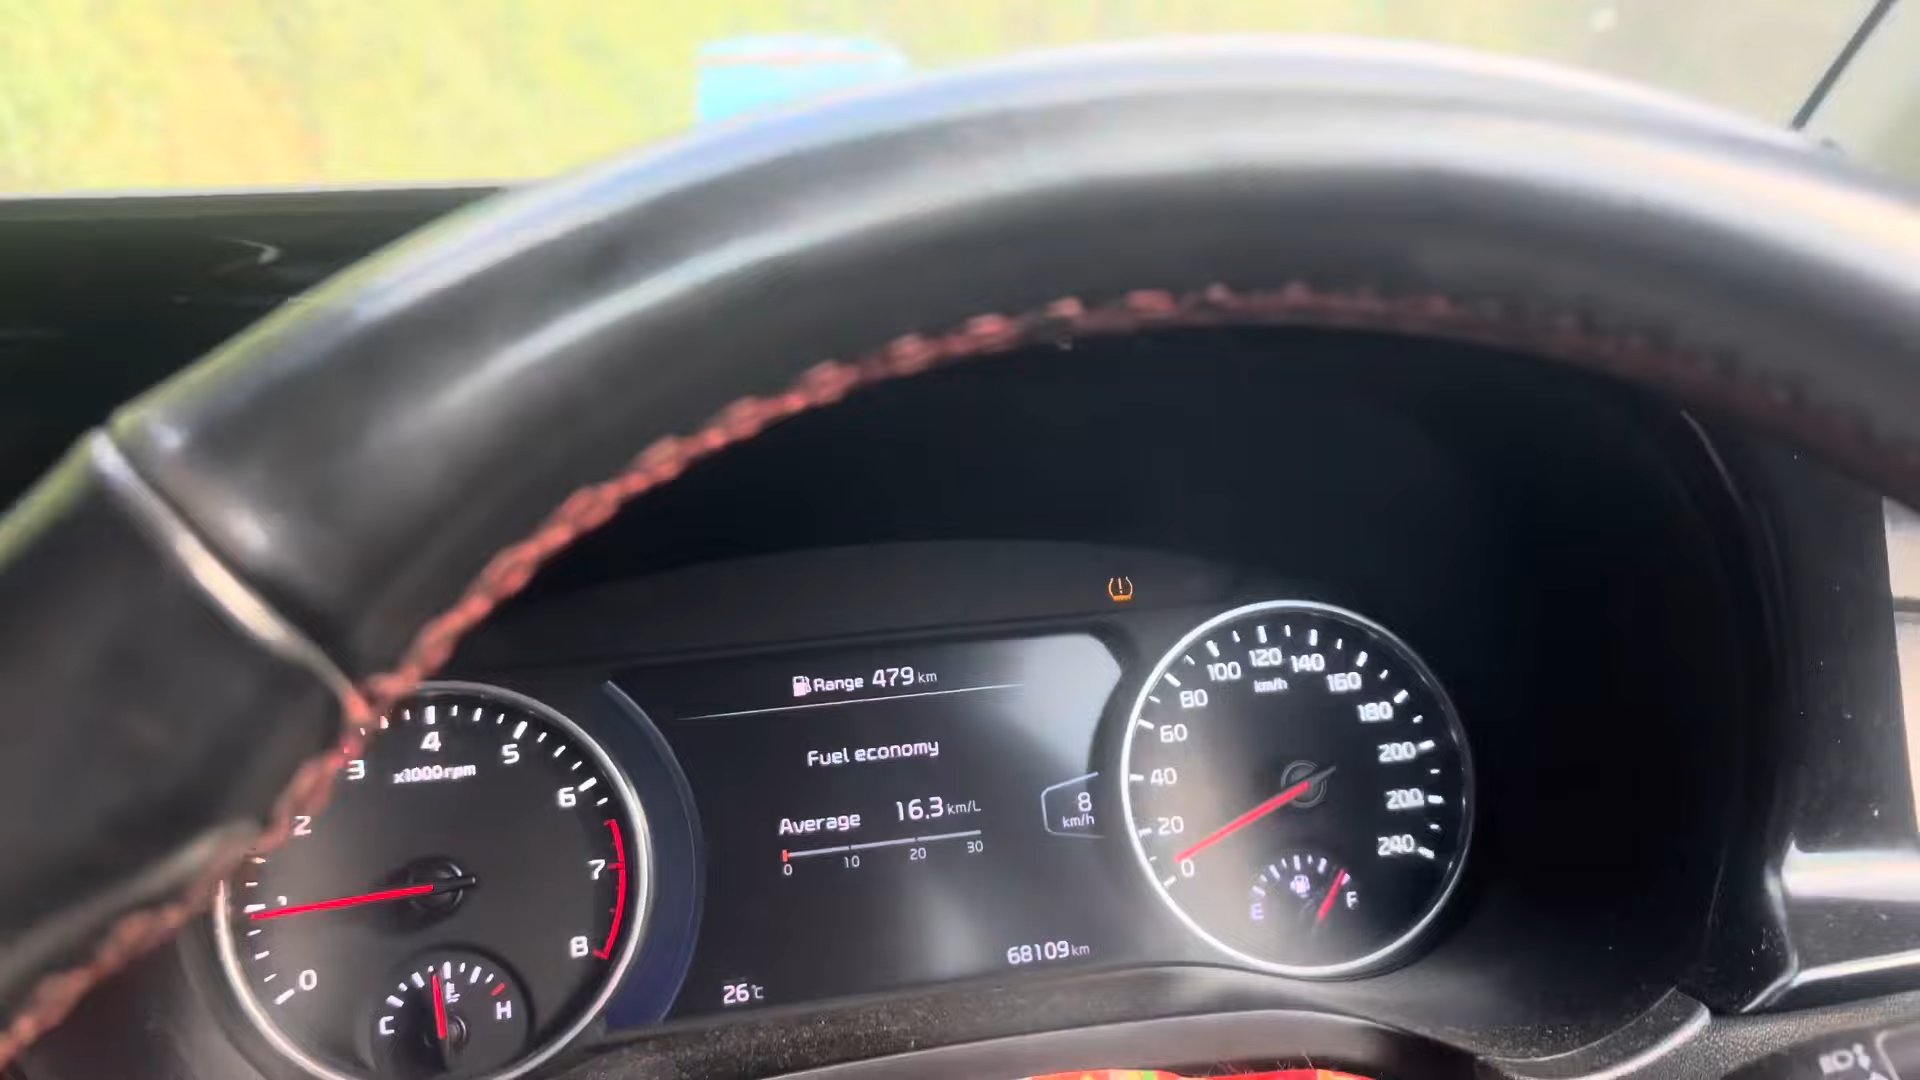 Range 479 km
Fuel economy
Average 16.3 km/L
0 10 20 30
8
km/h
68109 km
26℃
0 2 3 4 5 6 7 8
x1000rpm
C H
0 20 40 60 80 100 120 140 160 180 200 200 240
km/h
E F